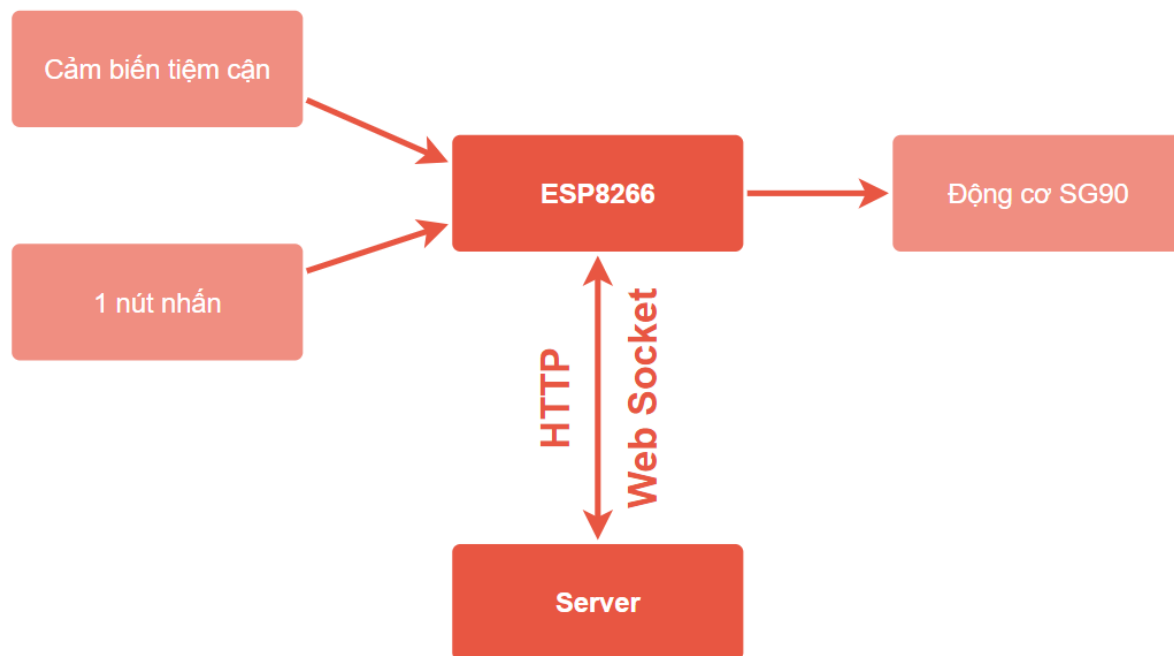 Cảm biến tiệm cận
ESP8266
Động cơ SG90
1 nút nhấn
HTTP
Web Socket
Server